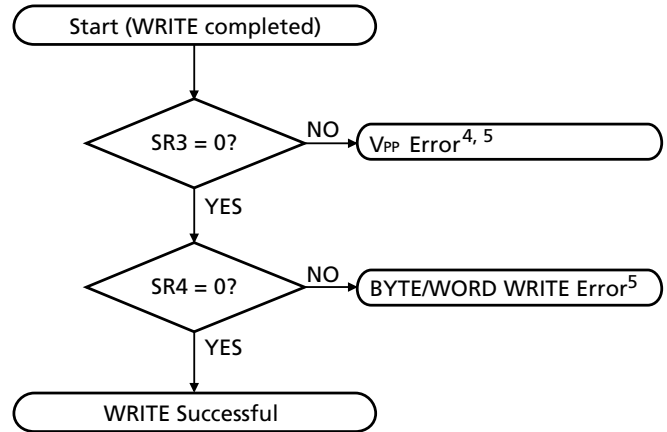 Start (WRITE completed)
SR3 = 0?
NO
VPP Error4, 5
YES
SR4 = 0?
NO
BYTE/WORD WRITE Error5
YES
WRITE Successful